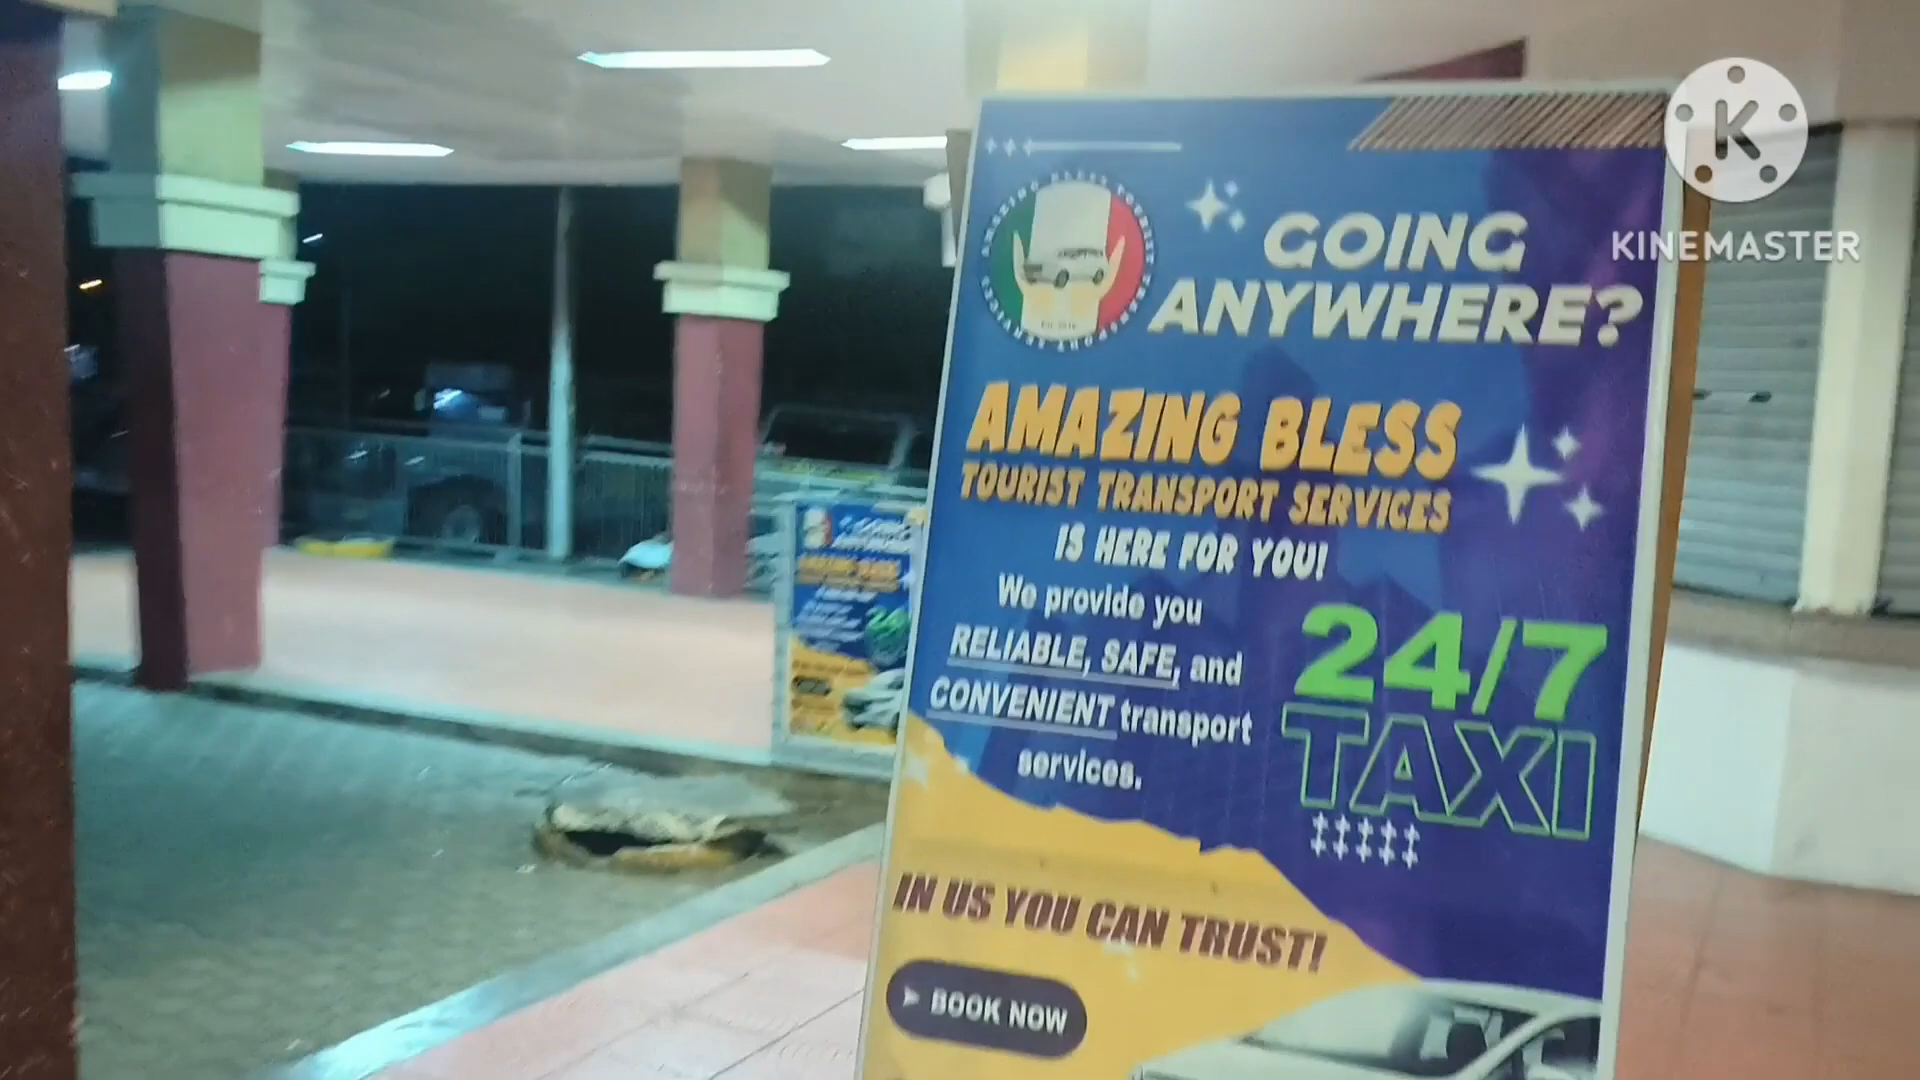 KINEMASTER
GOING
ANYWHERE?
AMAZING BLESS
TOURIST TRANSPORT SERVICES
IS HERE FOR YOU!
We provide you
RELIABLE, SAFE, and
CONVENIENT transport
services.
24/7
TAXI
IN US YOU CAN TRUST!
BOOK NOW